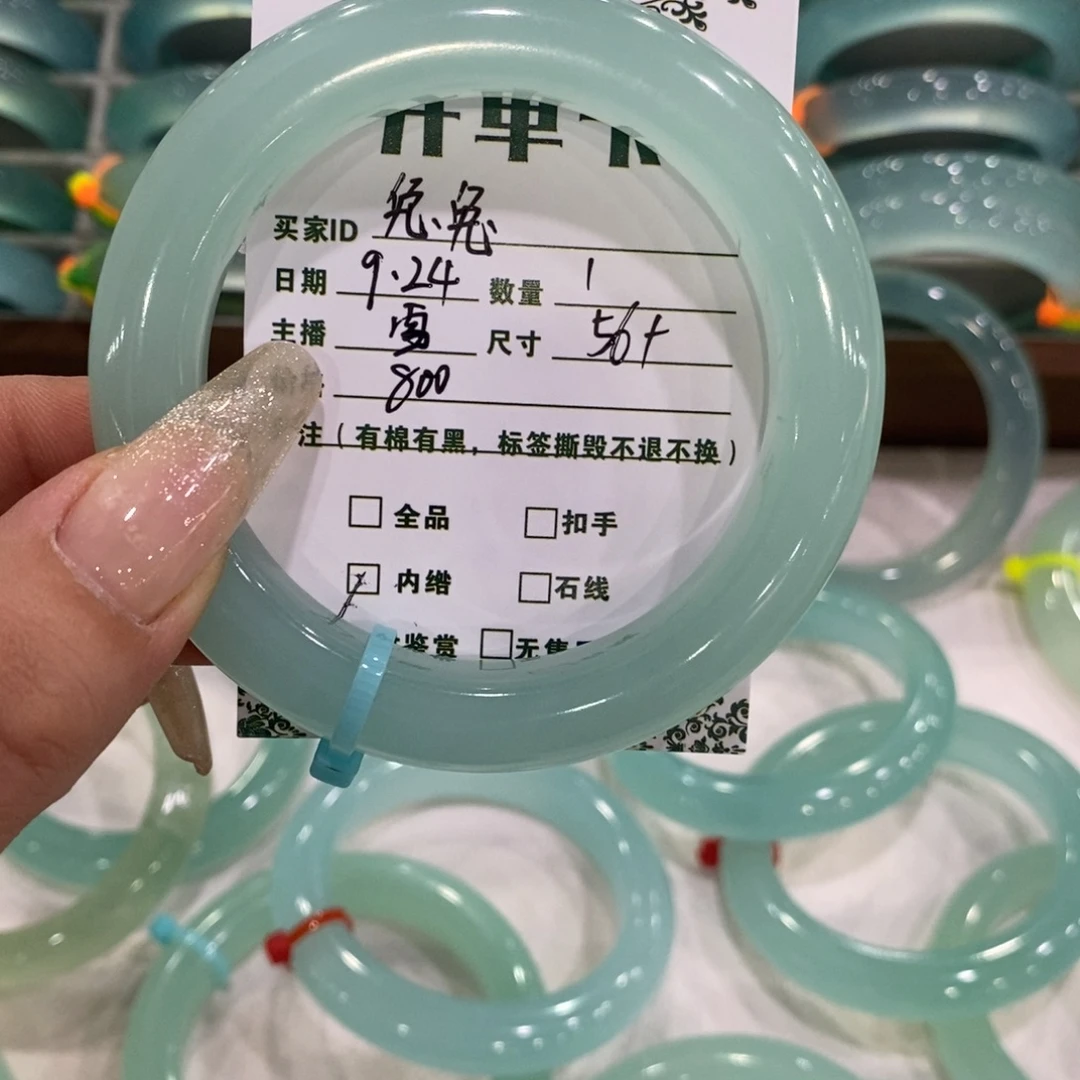 开单卡
买家ID 兔兔
日期 9.24 数量 1
主播 雪 尺寸 56+
800
注（有棉有黑，标签撕毁不退不换）
全品 扣手
内绺 石线
鉴赏 无售